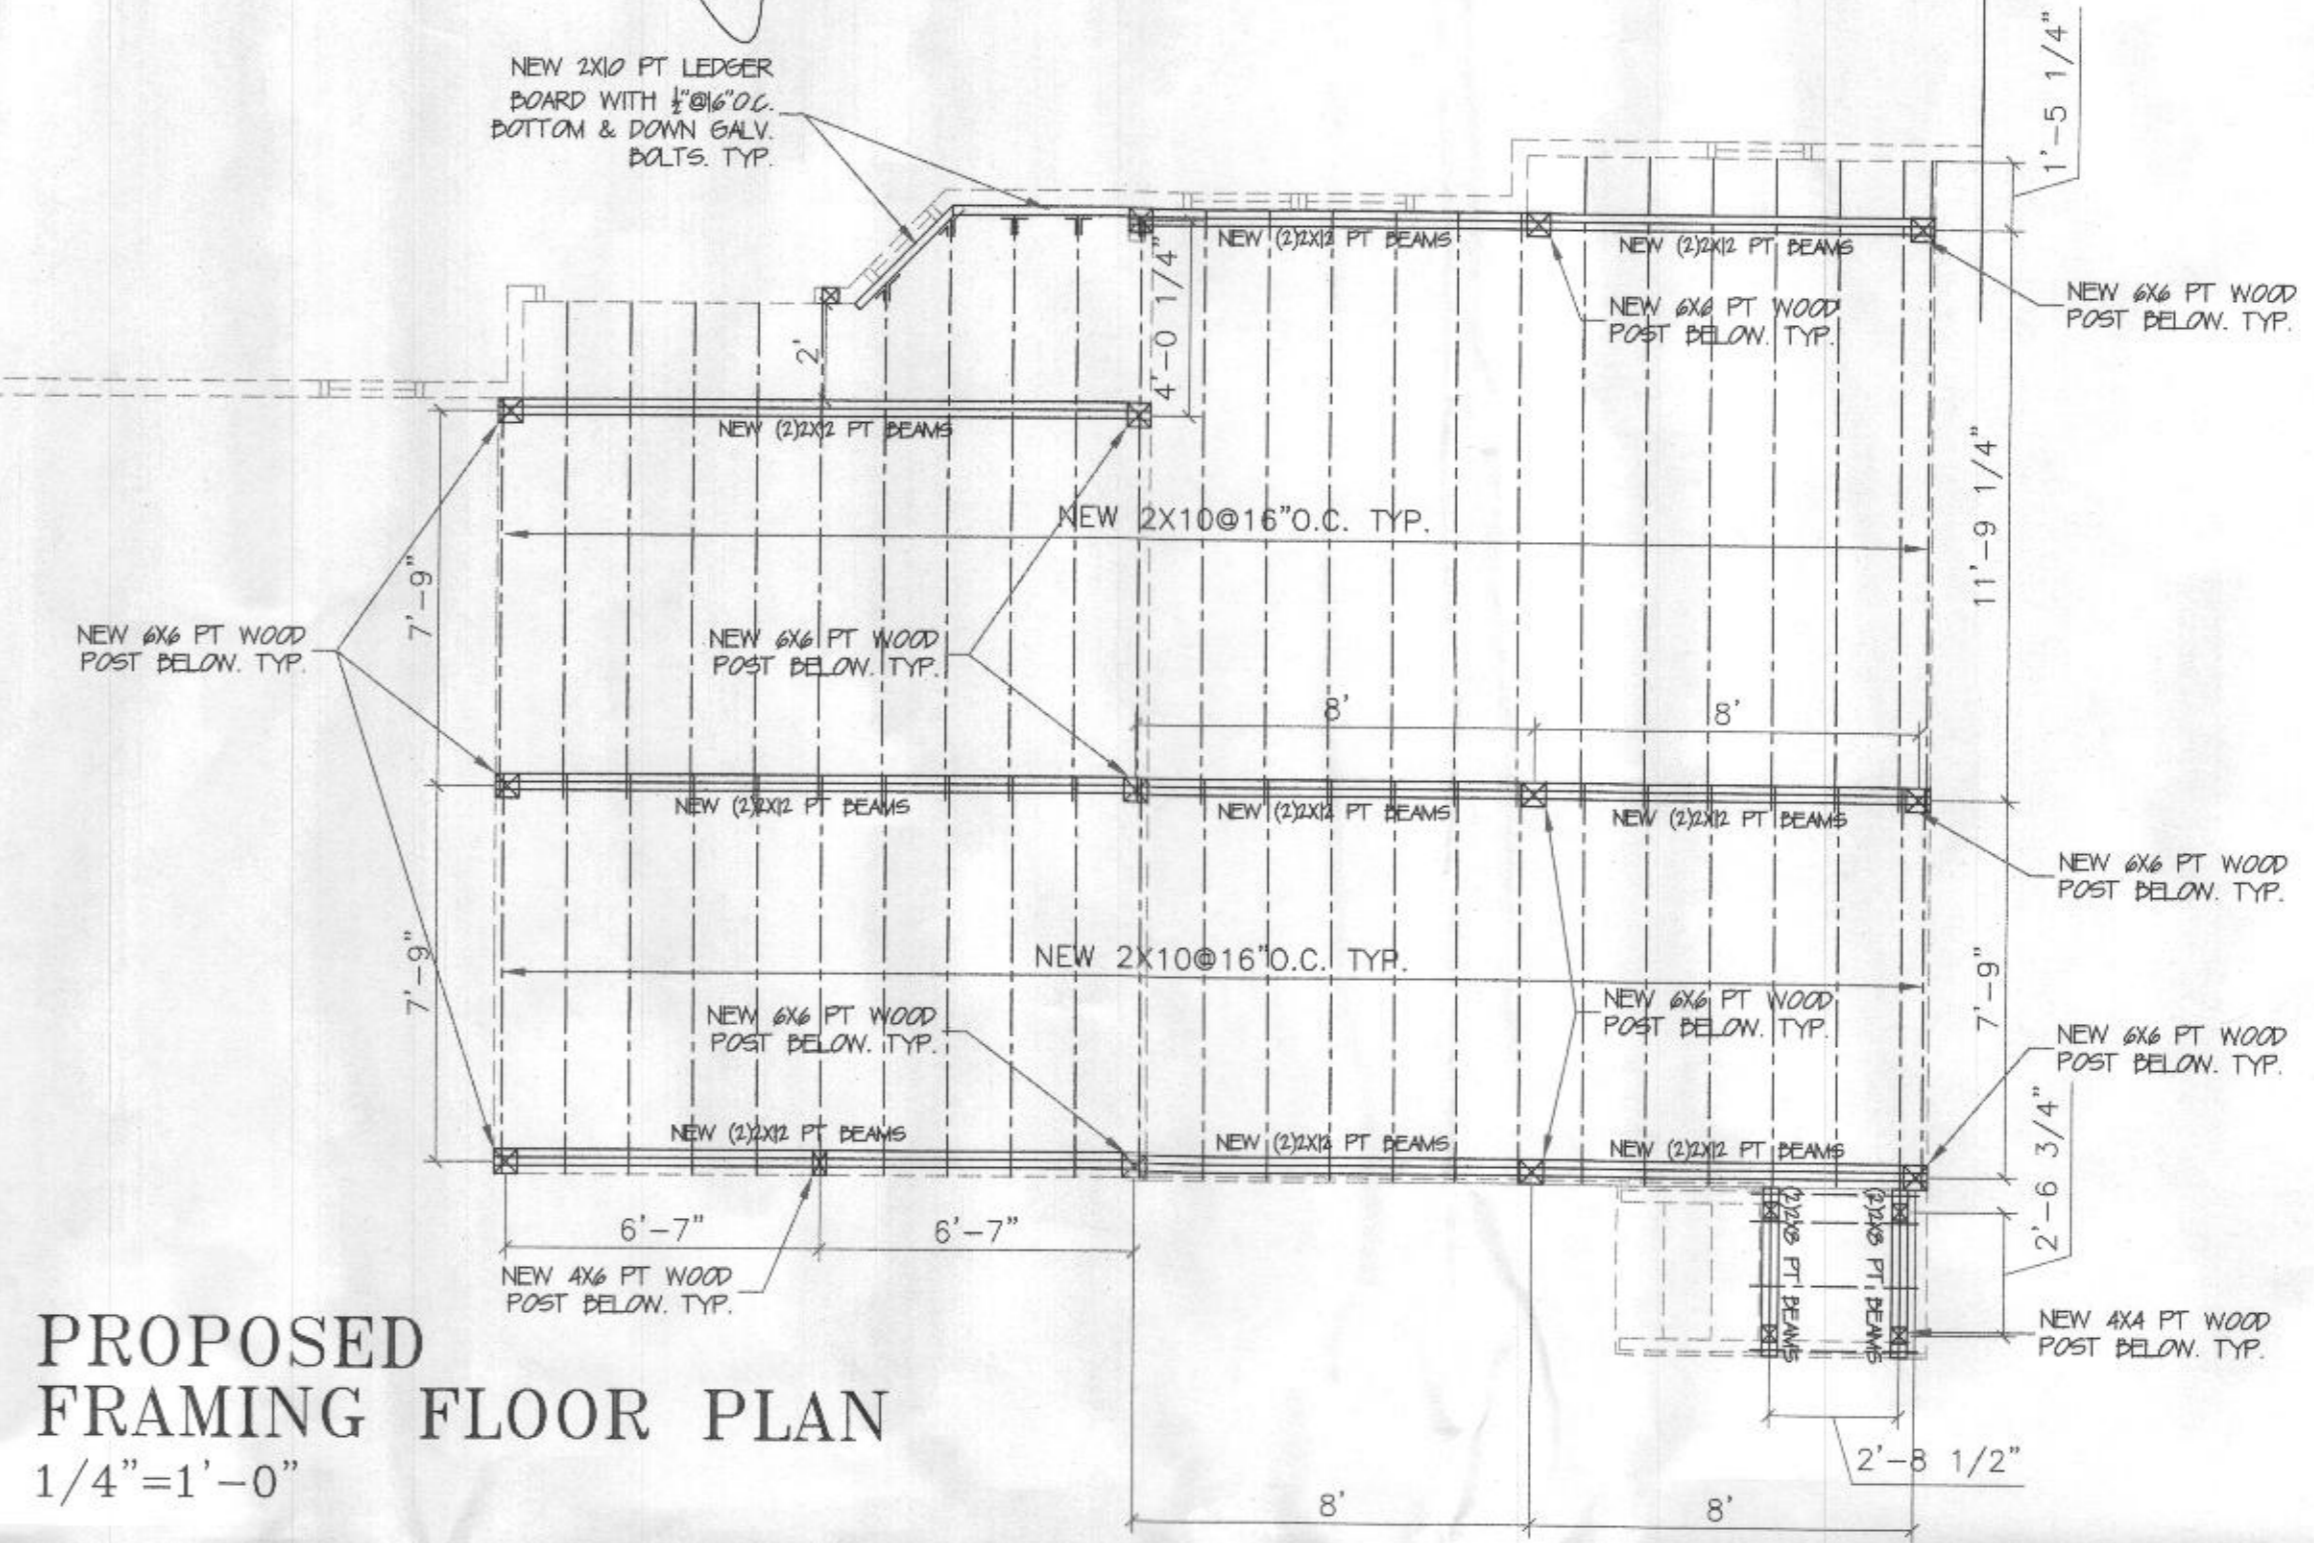 NEW 2X10 PT LEDGER
BOARD WITH ½"@16"O.C.
BOTTOM & DOWN GALV.
BOLTS. TYP.
1'-5 1/4"
NEW (2)2X12 PT BEAMS
NEW (2)2X12 PT BEAMS
4'-0 1/4"
2'
NEW 6X6 PT WOOD
POST BELOW. TYP.
NEW 6X6 PT WOOD
POST BELOW. TYP.
NEW (2)2X12 PT BEAMS
11'-9 1/4"
NEW 2X10@16"O.C. TYP.
7'-9"
NEW 6X6 PT WOOD
POST BELOW. TYP.
NEW 6X6 PT WOOD
POST BELOW. TYP.
8'
8'
NEW (2)2X12 PT BEAMS
NEW (2)2X12 PT BEAMS
NEW (2)2X12 PT BEAMS
NEW 6X6 PT WOOD
POST BELOW. TYP.
7'-9"
NEW 2X10@16"O.C. TYP.
7'-9"
NEW 6X6 PT WOOD
POST BELOW. TYP.
NEW 6X6 PT WOOD
POST BELOW. TYP.
NEW 6X6 PT WOOD
POST BELOW. TYP.
NEW (2)2X12 PT BEAMS
NEW (2)2X12 PT BEAMS
NEW (2)2X12 PT BEAMS
2'-6 3/4"
6'-7"
6'-7"
(2)2X8 PT BEAMS
(2)2X8 PT BEAMS
NEW 4X6 PT WOOD
POST BELOW. TYP.
NEW 4X4 PT WOOD
POST BELOW. TYP.
PROPOSED
FRAMING FLOOR PLAN
1/4"=1'-0"
2'-8 1/2"
8'
8'